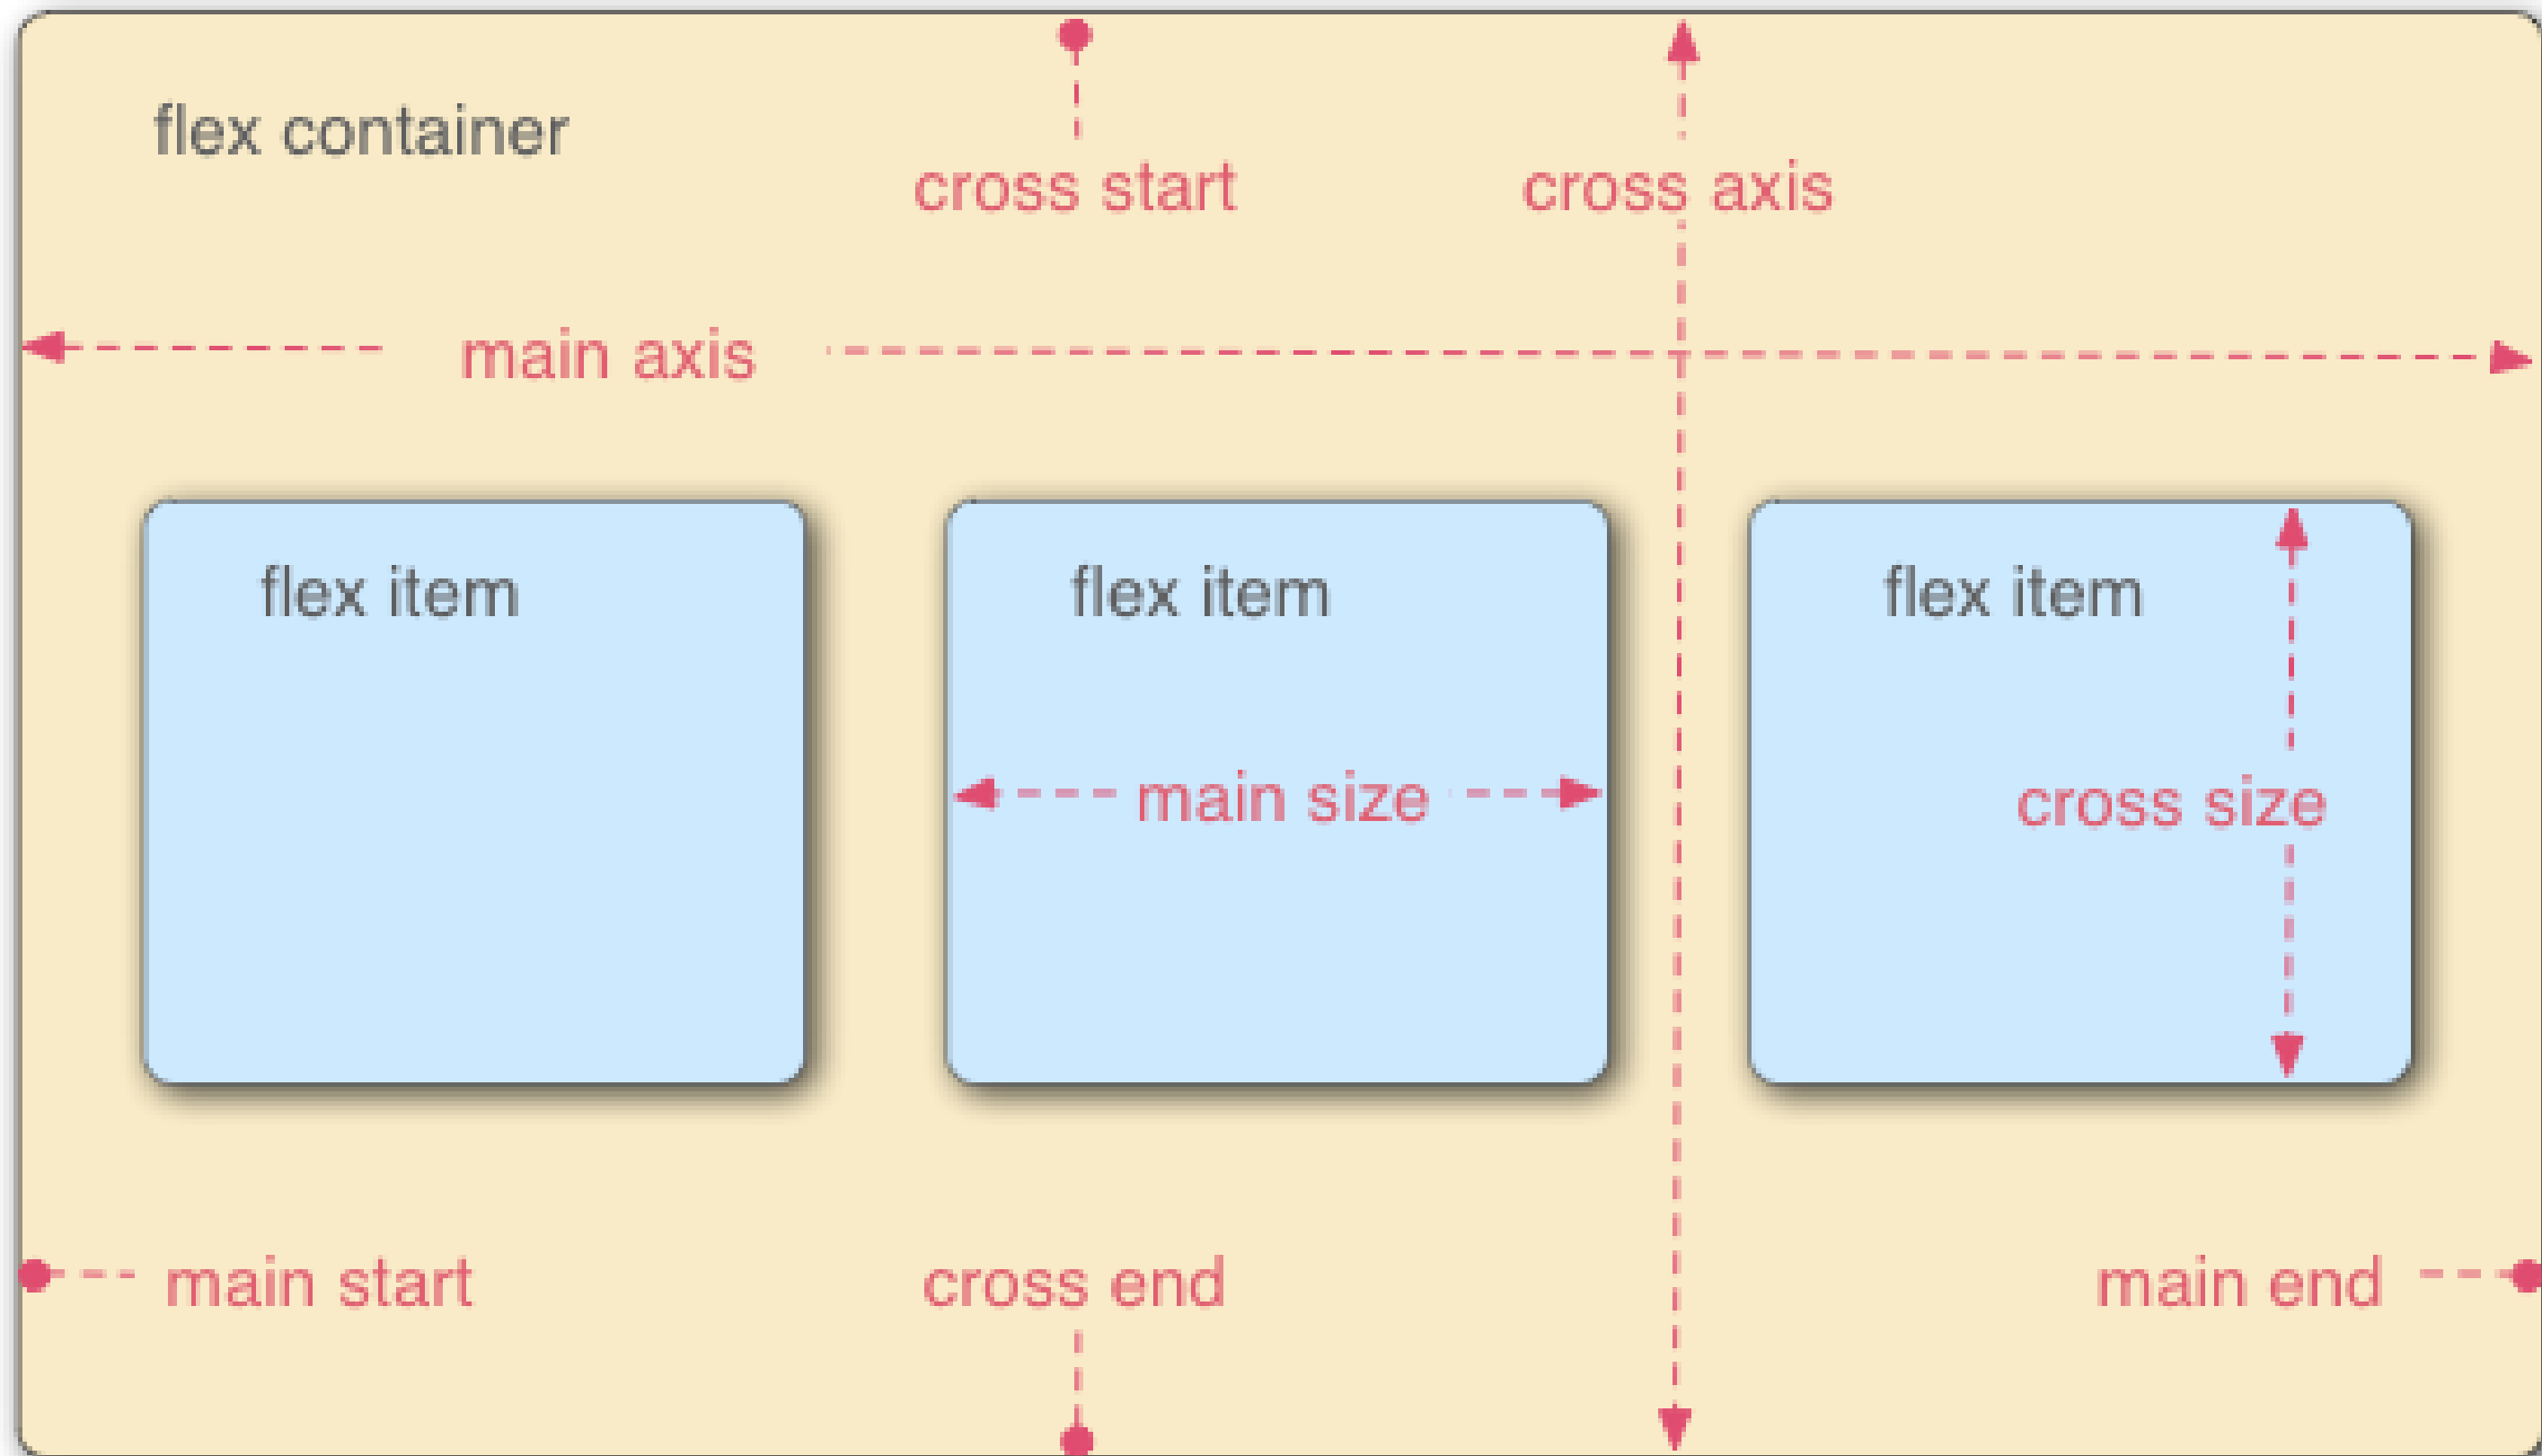 flex container
cross start
cross axis
main axis
flex item
flex item
flex item
main size
cross size
main start
cross end
main end